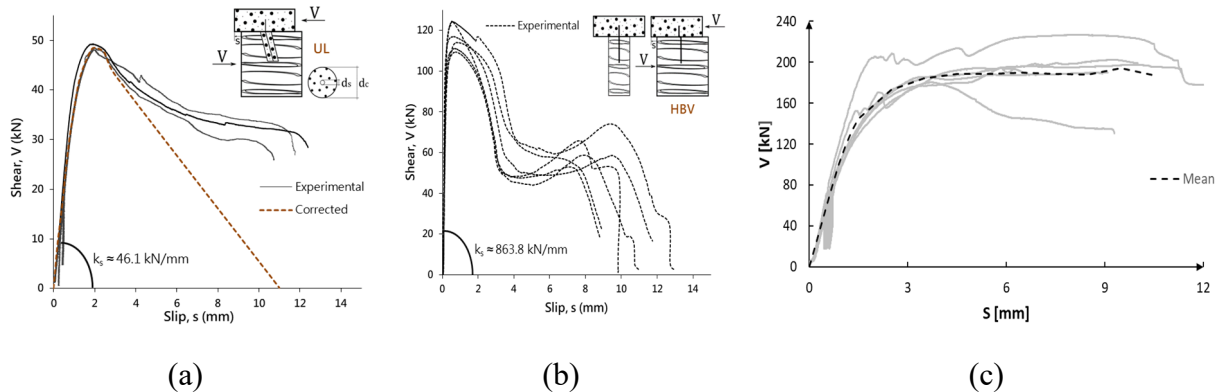 V
S
V
UL
ds dc
50
40
30
20
10
0
Shear, V (kN)
Experimental
Corrected
ks ≈ 46.1 kN/mm
0 2 4 6 8 10 12 14
Slip, s (mm)
(a)
Experimental
V
V
S
V
HBV
120
100
80
60
40
20
0
Shear, V (kN)
ks ≈ 863.8 kN/mm
0 2 4 6 8 10 12 14
Slip, s (mm)
(b)
240
200
160
120
80
40
0
V [kN]
Mean
0 3 6 9 12
S [mm]
(c)